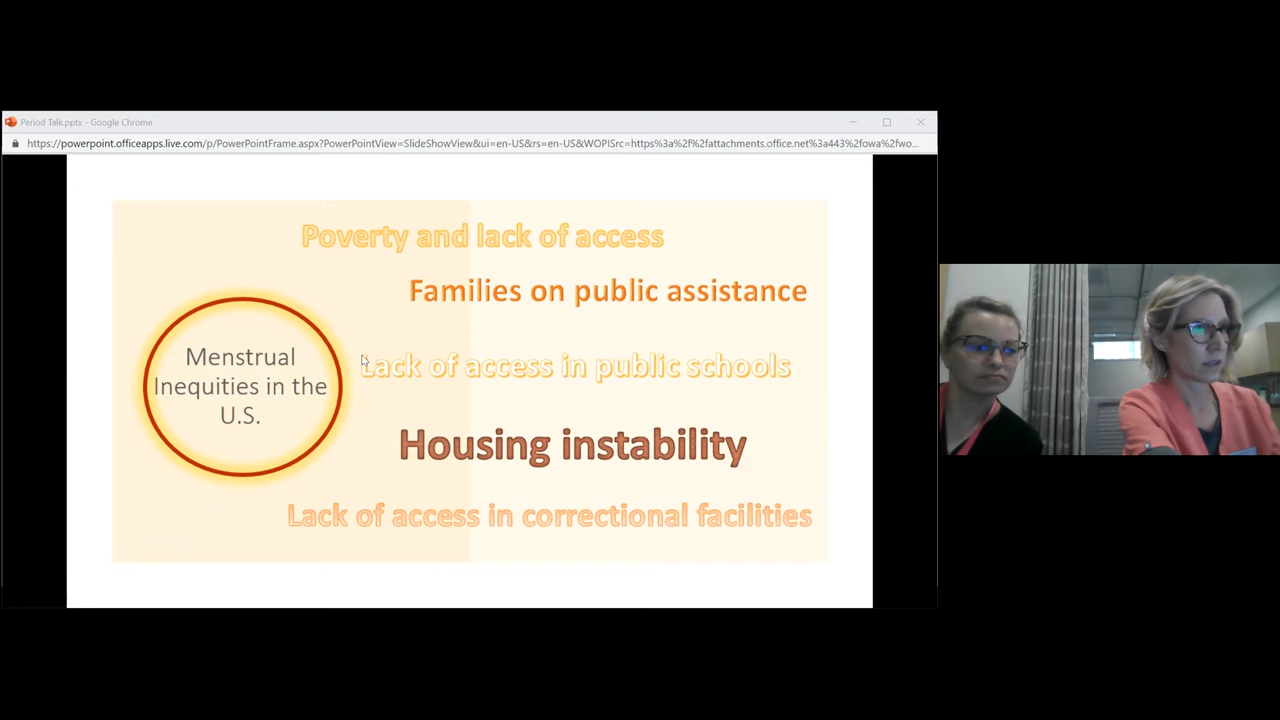 Period Talk.pptx - Google Chrome
https://powerpoint.officeapps.live.com/p/PowerPointFrame.aspx?PowerPointView=SlideShowView&ui=en-US&rs=en-US&WOPISrc=https%3a%2f%2fattachments.office.net%3a443%2fowa%2fwo...
Poverty and lack of access
Families on public assistance
Menstrual
Inequities in the
U.S.
Lack of access in public schools
Housing instability
Lack of access in correctional facilities